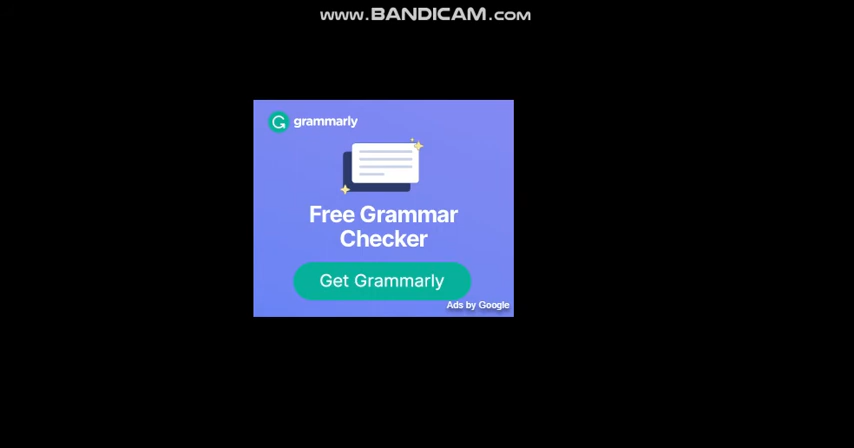 www.BANDICAM.com
grammarly
Free Grammar
Checker
Get Grammarly
Ads by Google